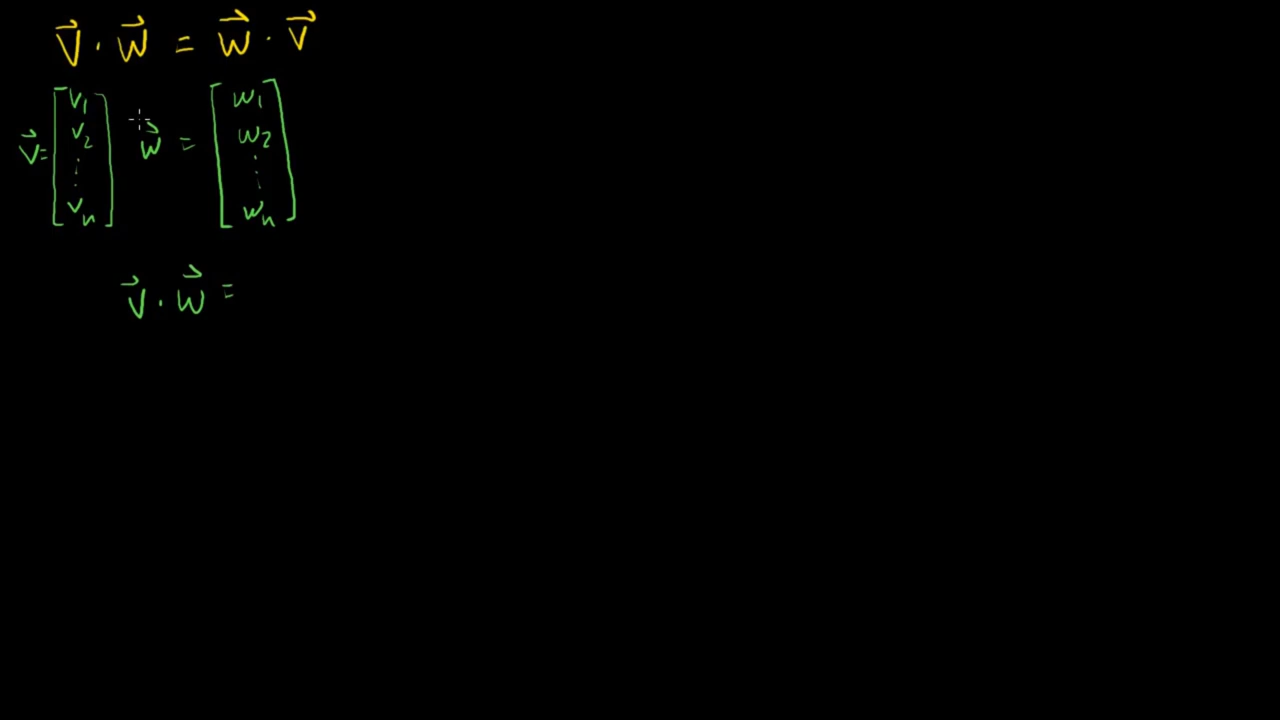 v⃗ · w⃗ = w⃗ · v⃗
v⃗ = [v₁ v₂ ⋮ vₙ] w⃗ = [w₁ w₂ ⋮ wₙ]
v⃗ · w⃗ =